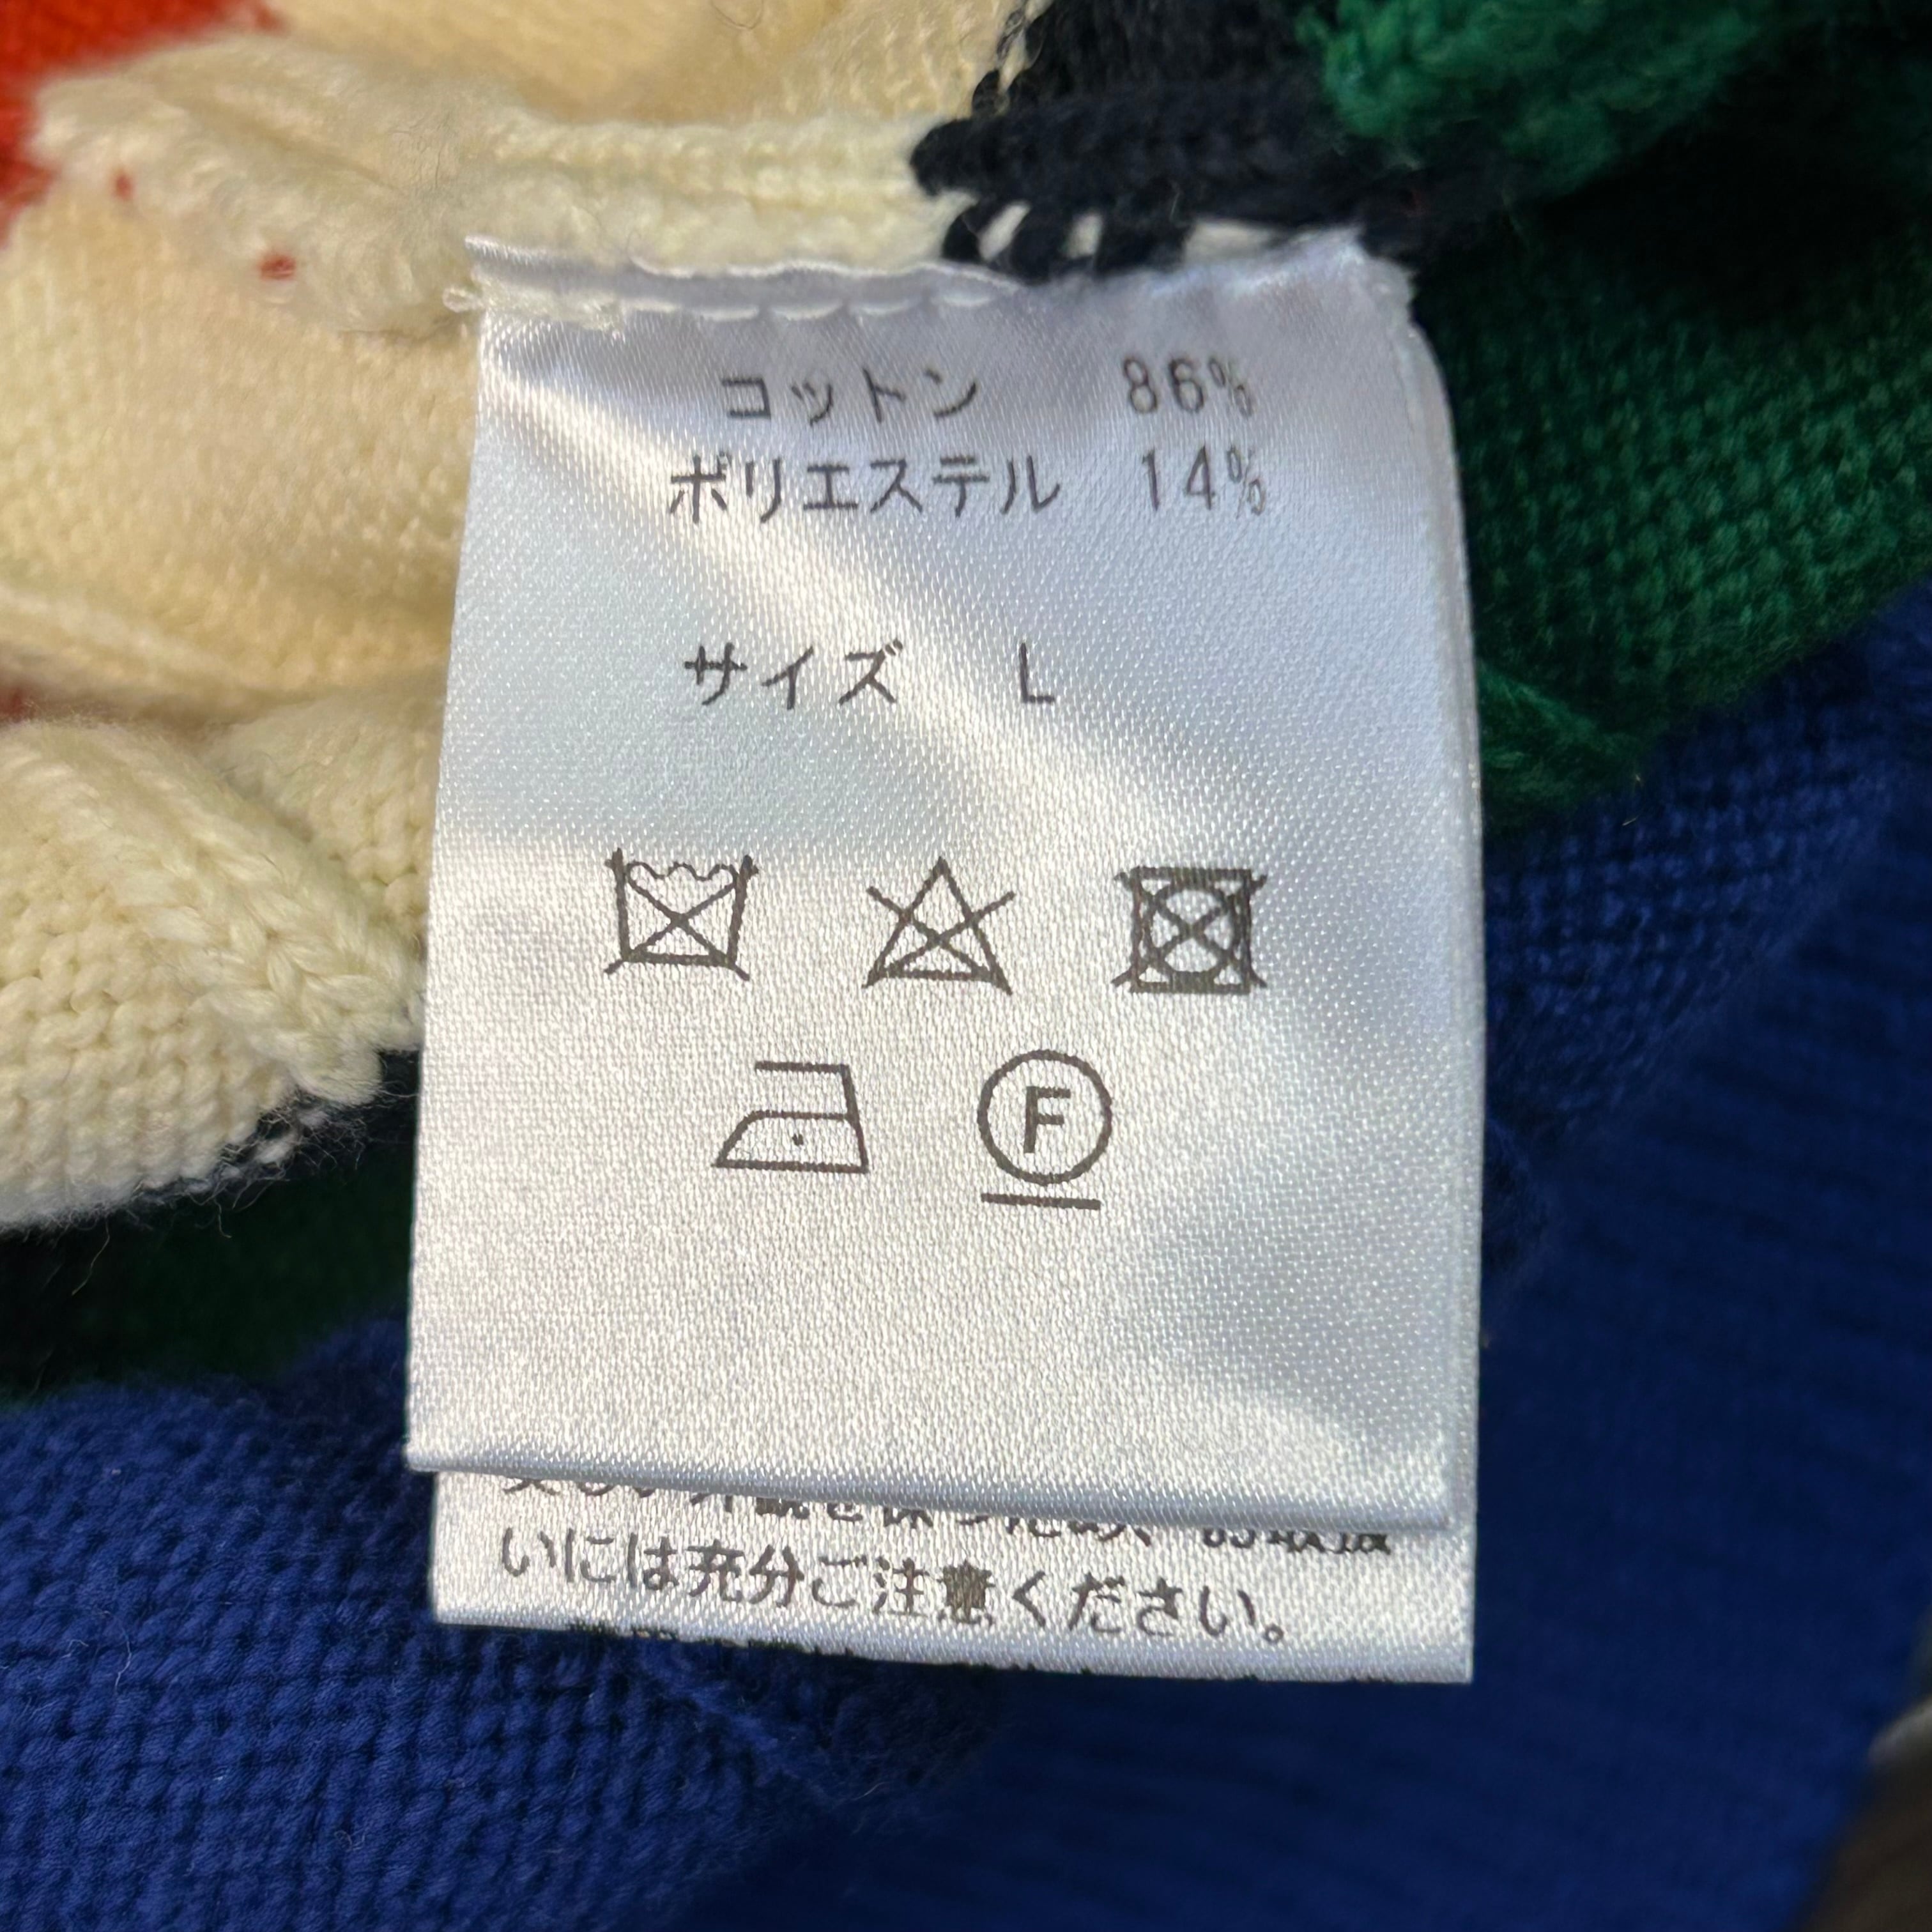 コットン 86%
ポリエステル 14%
サイズ L
F
いには充分ご注意ください。